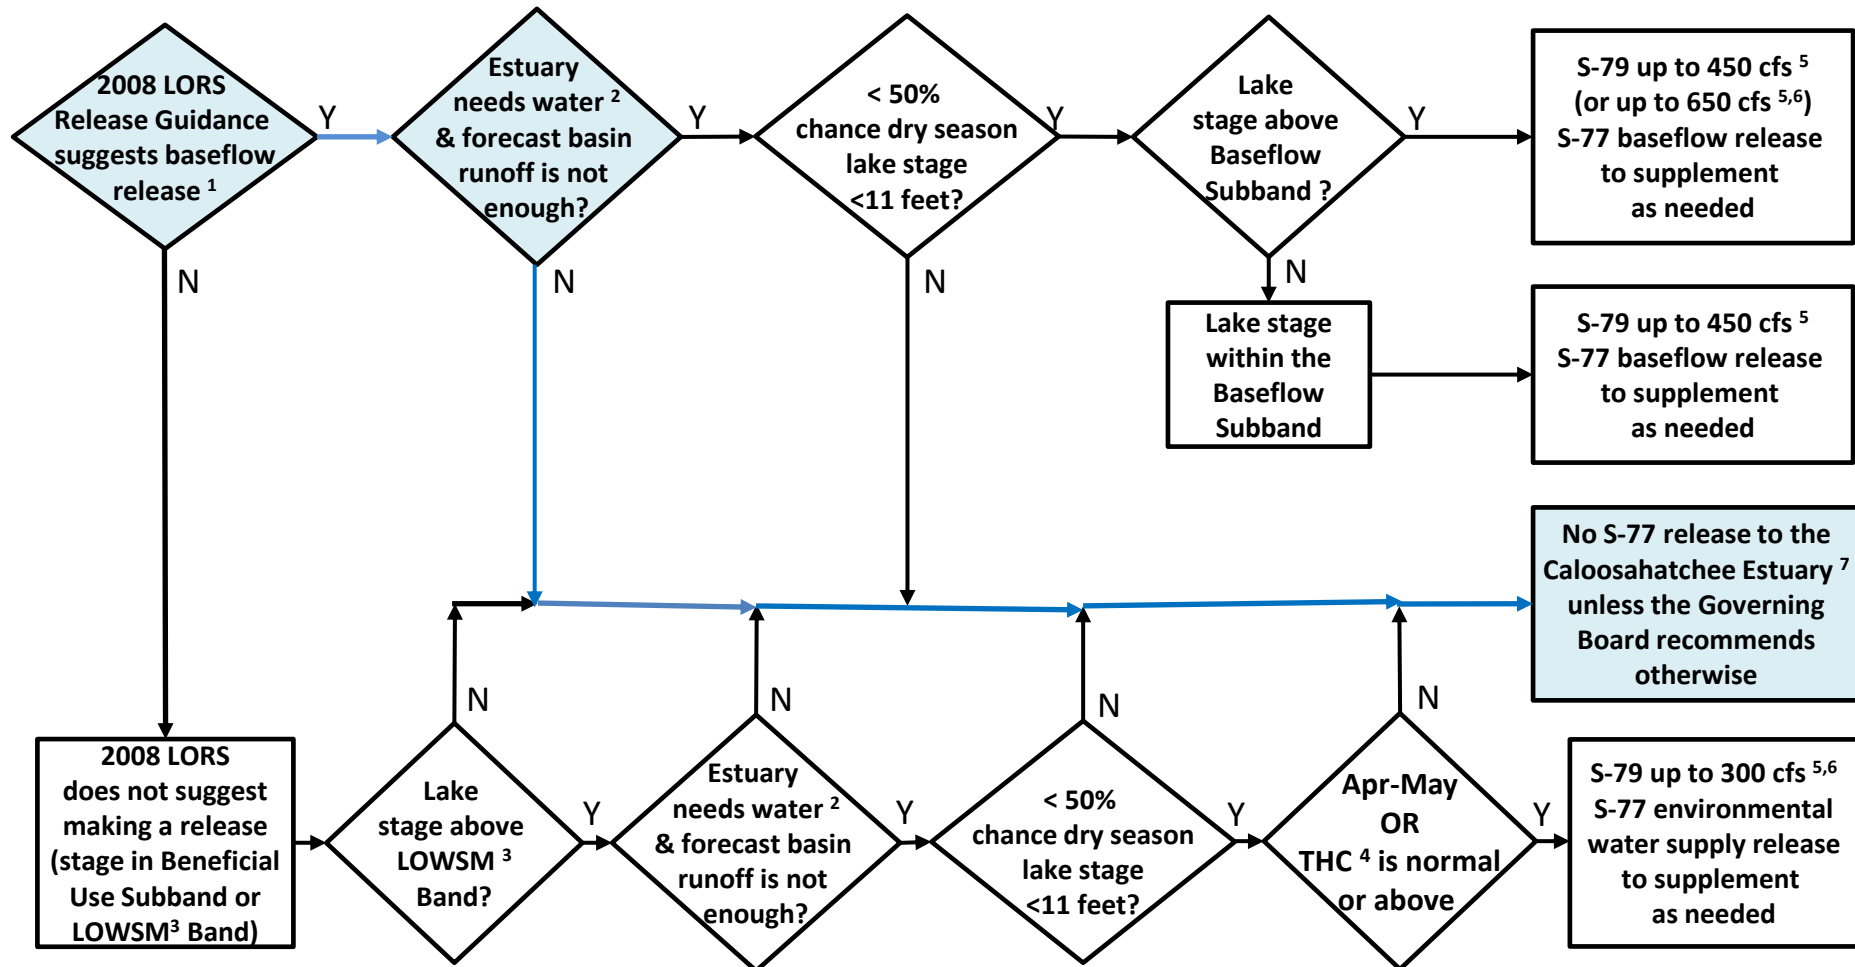 2008 LORS
Release Guidance
suggests baseflow
release 1
Y
N
Estuary
needs water 2
& forecast basin
runoff is not
enough?
Y
N
< 50%
chance dry season
lake stage
<11 feet?
Y
N
Lake
stage above
Baseflow
Subband ?
Y
N
S-79 up to 450 cfs 5
(or up to 650 cfs 5,6)
S-77 baseflow release
to supplement
as needed
Lake stage
within the
Baseflow
Subband
S-79 up to 450 cfs 5
S-77 baseflow release
to supplement
as needed
No S-77 release to the
Caloosahatchee Estuary 7
unless the Governing
Board recommends
otherwise
2008 LORS
does not suggest
making a release
(stage in Beneficial
Use Subband or
LOWSM3 Band)
N
Lake
stage above
LOWSM 3
Band?
Y
N
Estuary
needs water 2
& forecast basin
runoff is not
enough?
Y
N
< 50%
chance dry season
lake stage
<11 feet?
Y
N
Apr-May
OR
THC 4 is normal
or above
Y
S-79 up to 300 cfs 5,6
S-77 environmental
water supply release
to supplement
as needed